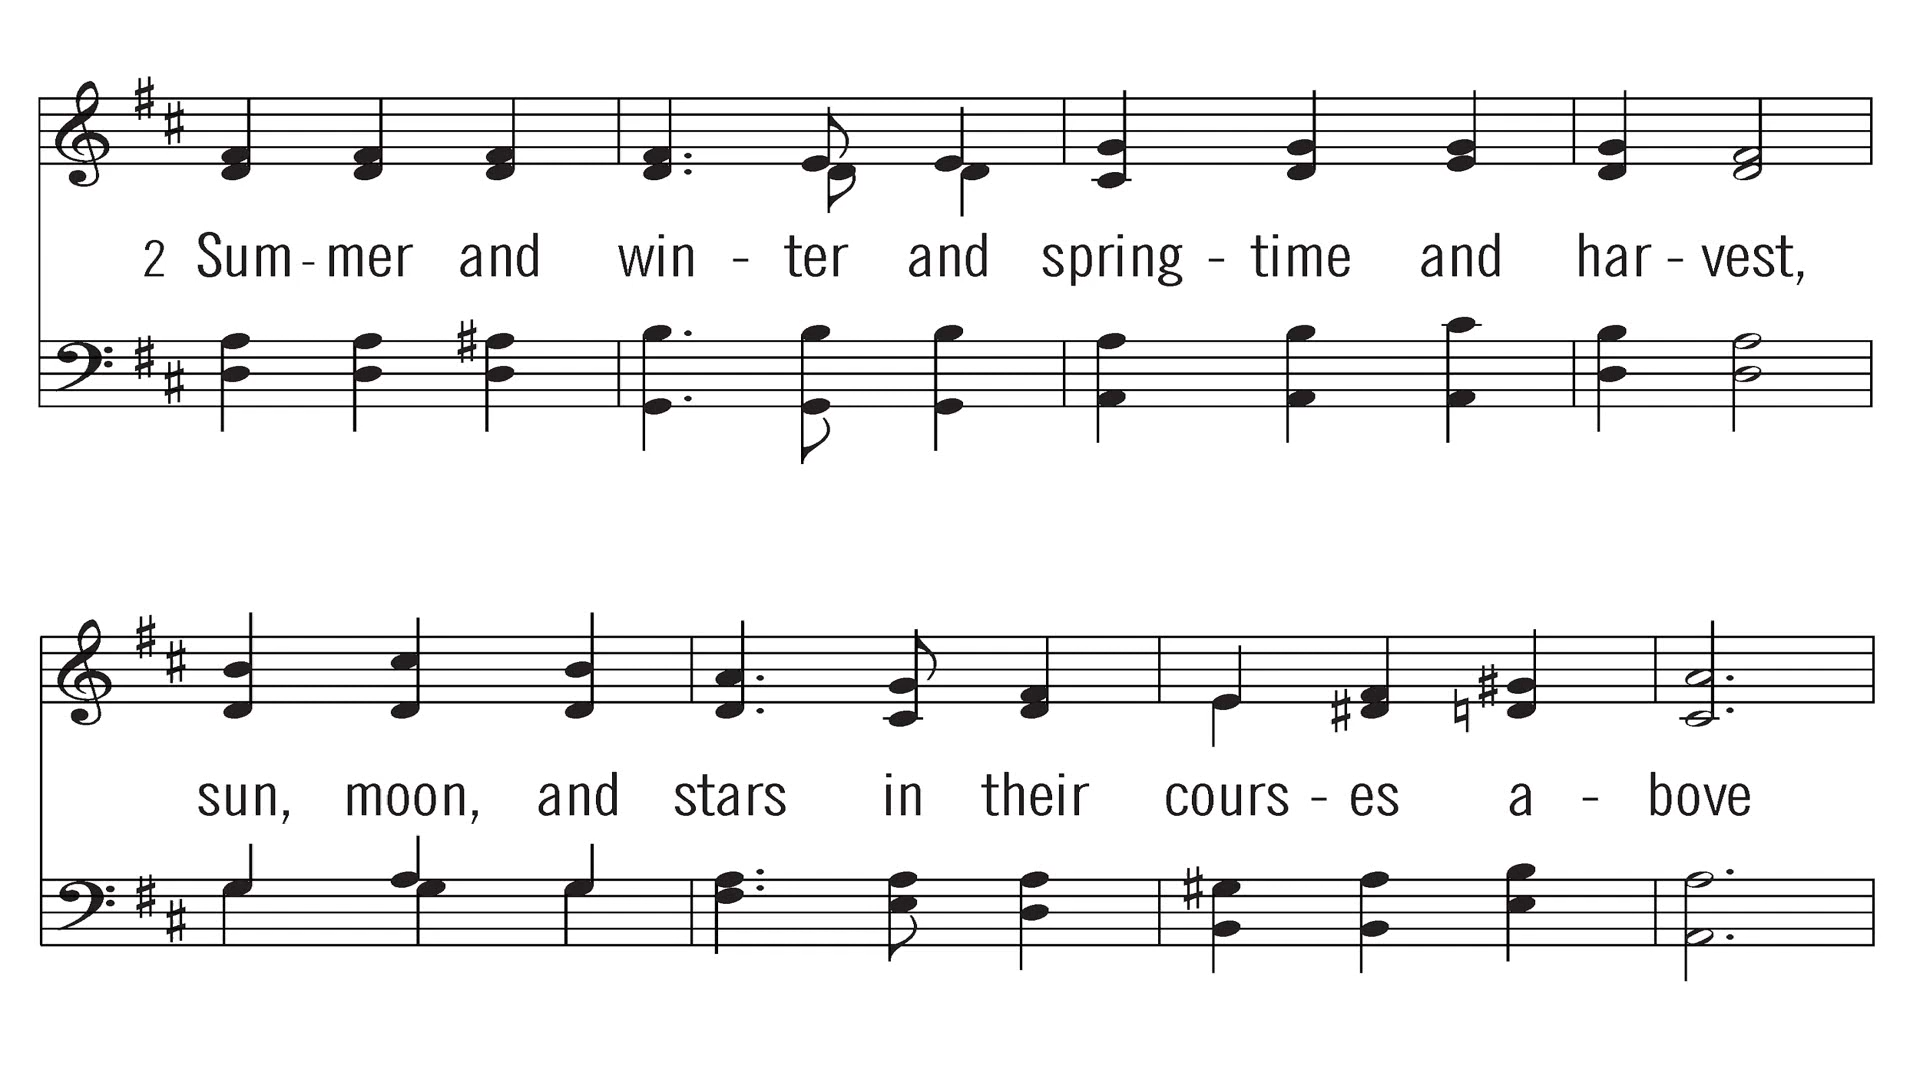 2 Sum - mer and win - ter and spring - time and har - vest,
sun, moon, and stars in their cours - es a - bove